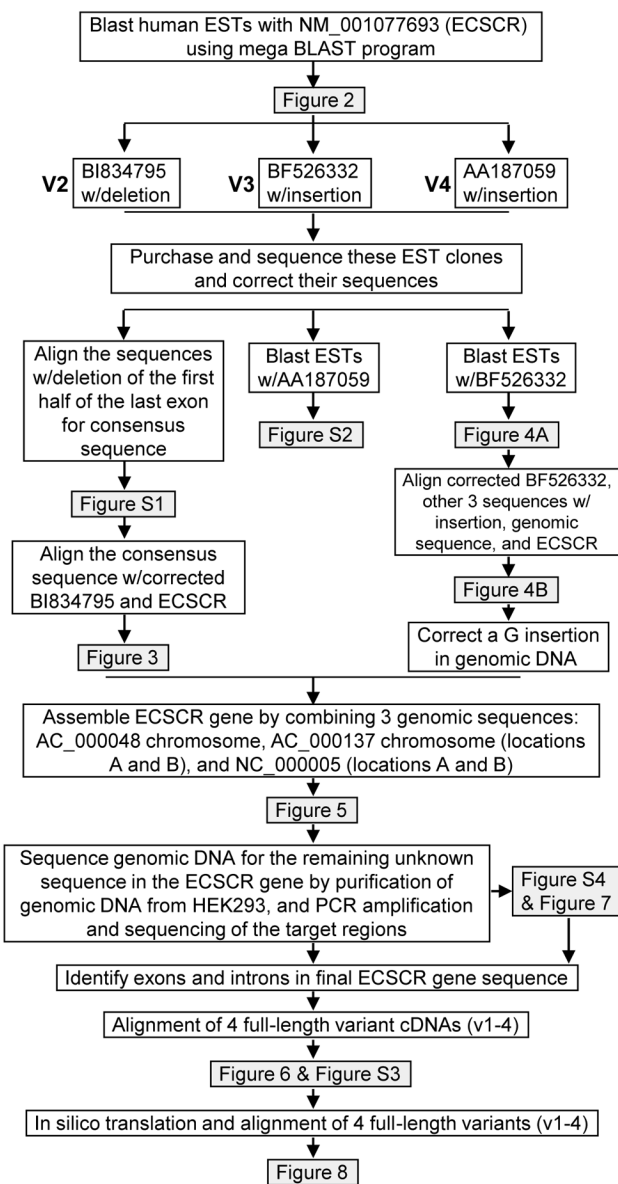 Blast human ESTs with NM_001077693 (ECSCR)
using mega BLAST program
Figure 2
V2
BI834795
w/deletion
V3
BF526332
w/insertion
V4
AA187059
w/insertion
Purchase and sequence these EST clones
and correct their sequences
Align the sequences
w/deletion of the first
half of the last exon
for consensus
sequence
Figure S1
Align the consensus
sequence w/corrected
BI834795 and ECSCR
Figure 3
Blast ESTs
w/AA187059
Figure S2
Blast ESTs
w/BF526332
Figure 4A
Align corrected BF526332,
other 3 sequences w/
insertion, genomic
sequence, and ECSCR
Figure 4B
Correct a G insertion
in genomic DNA
Assemble ECSCR gene by combining 3 genomic sequences:
AC_000048 chromosome, AC_000137 chromosome (locations
A and B), and NC_000005 (locations A and B)
Figure 5
Sequence genomic DNA for the remaining unknown
sequence in the ECSCR gene by purification of
genomic DNA from HEK293, and PCR amplification
and sequencing of the target regions
Figure S4
& Figure 7
Identify exons and introns in final ECSCR gene sequence
Alignment of 4 full-length variant cDNAs (v1-4)
Figure 6 & Figure S3
In silico translation and alignment of 4 full-length variants (v1-4)
Figure 8